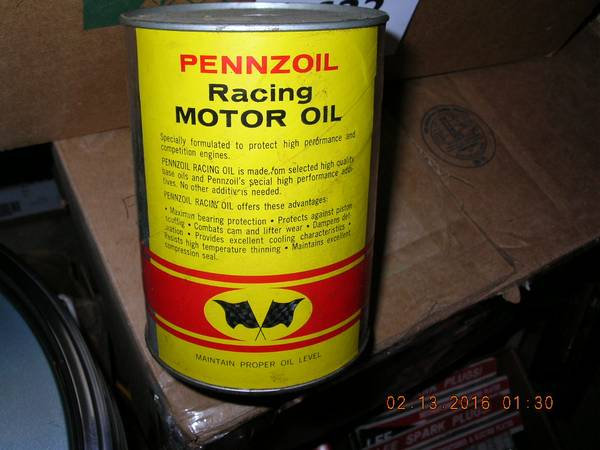 PENNZOIL
Racing
MOTOR OIL
Specially formulated to protect high performance and
competition engines.
PENNZOIL RACING OIL is made from selected high quality
base oils and Pennzoil's special high performance addi-
tives. No other additive is needed.
PENNZOIL RACING OIL offers these advantages:
• Maximum bearing protection • Protects against piston
scuffing • Combats cam and lifter wear • Dampens det-
onation • Provides excellent cooling characteristics •
Resists high temperature thinning • Maintains excellent
compression seal.
MAINTAIN PROPER OIL LEVEL
PLUGS!
SPARK PLUGS!
02.13.2016 01:30